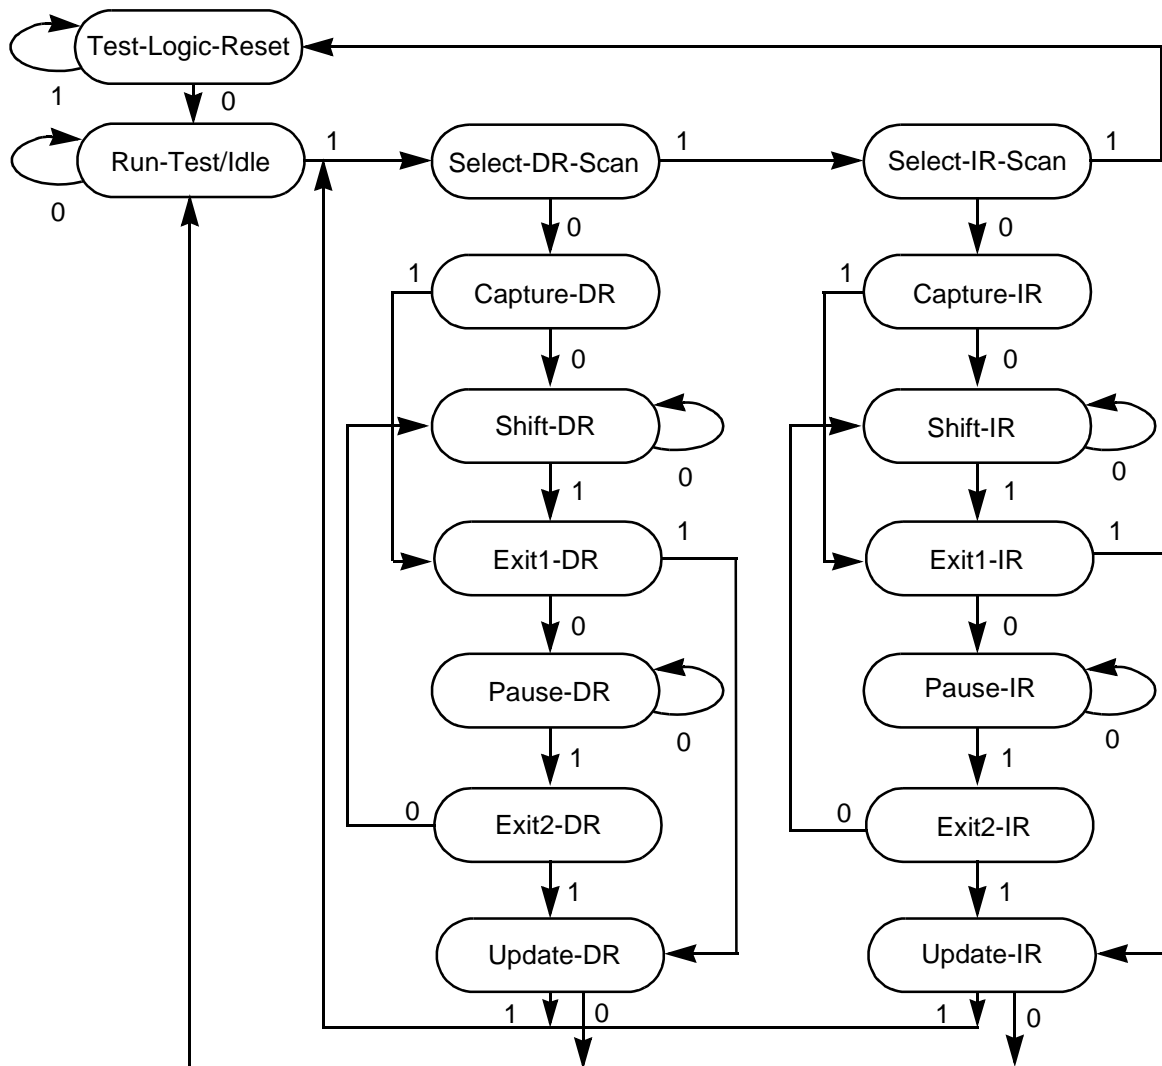 Test-Logic-Reset
1
0
Run-Test/Idle
1
Select-DR-Scan
1
Select-IR-Scan
1
0
0
0
1
Capture-DR
1
Capture-IR
0
0
Shift-DR
Shift-IR
0
0
1
1
Exit1-DR
1
Exit1-IR
1
0
0
Pause-DR
Pause-IR
0
0
1
1
0
Exit2-DR
0
Exit2-IR
1
1
Update-DR
Update-IR
1
0
1
0